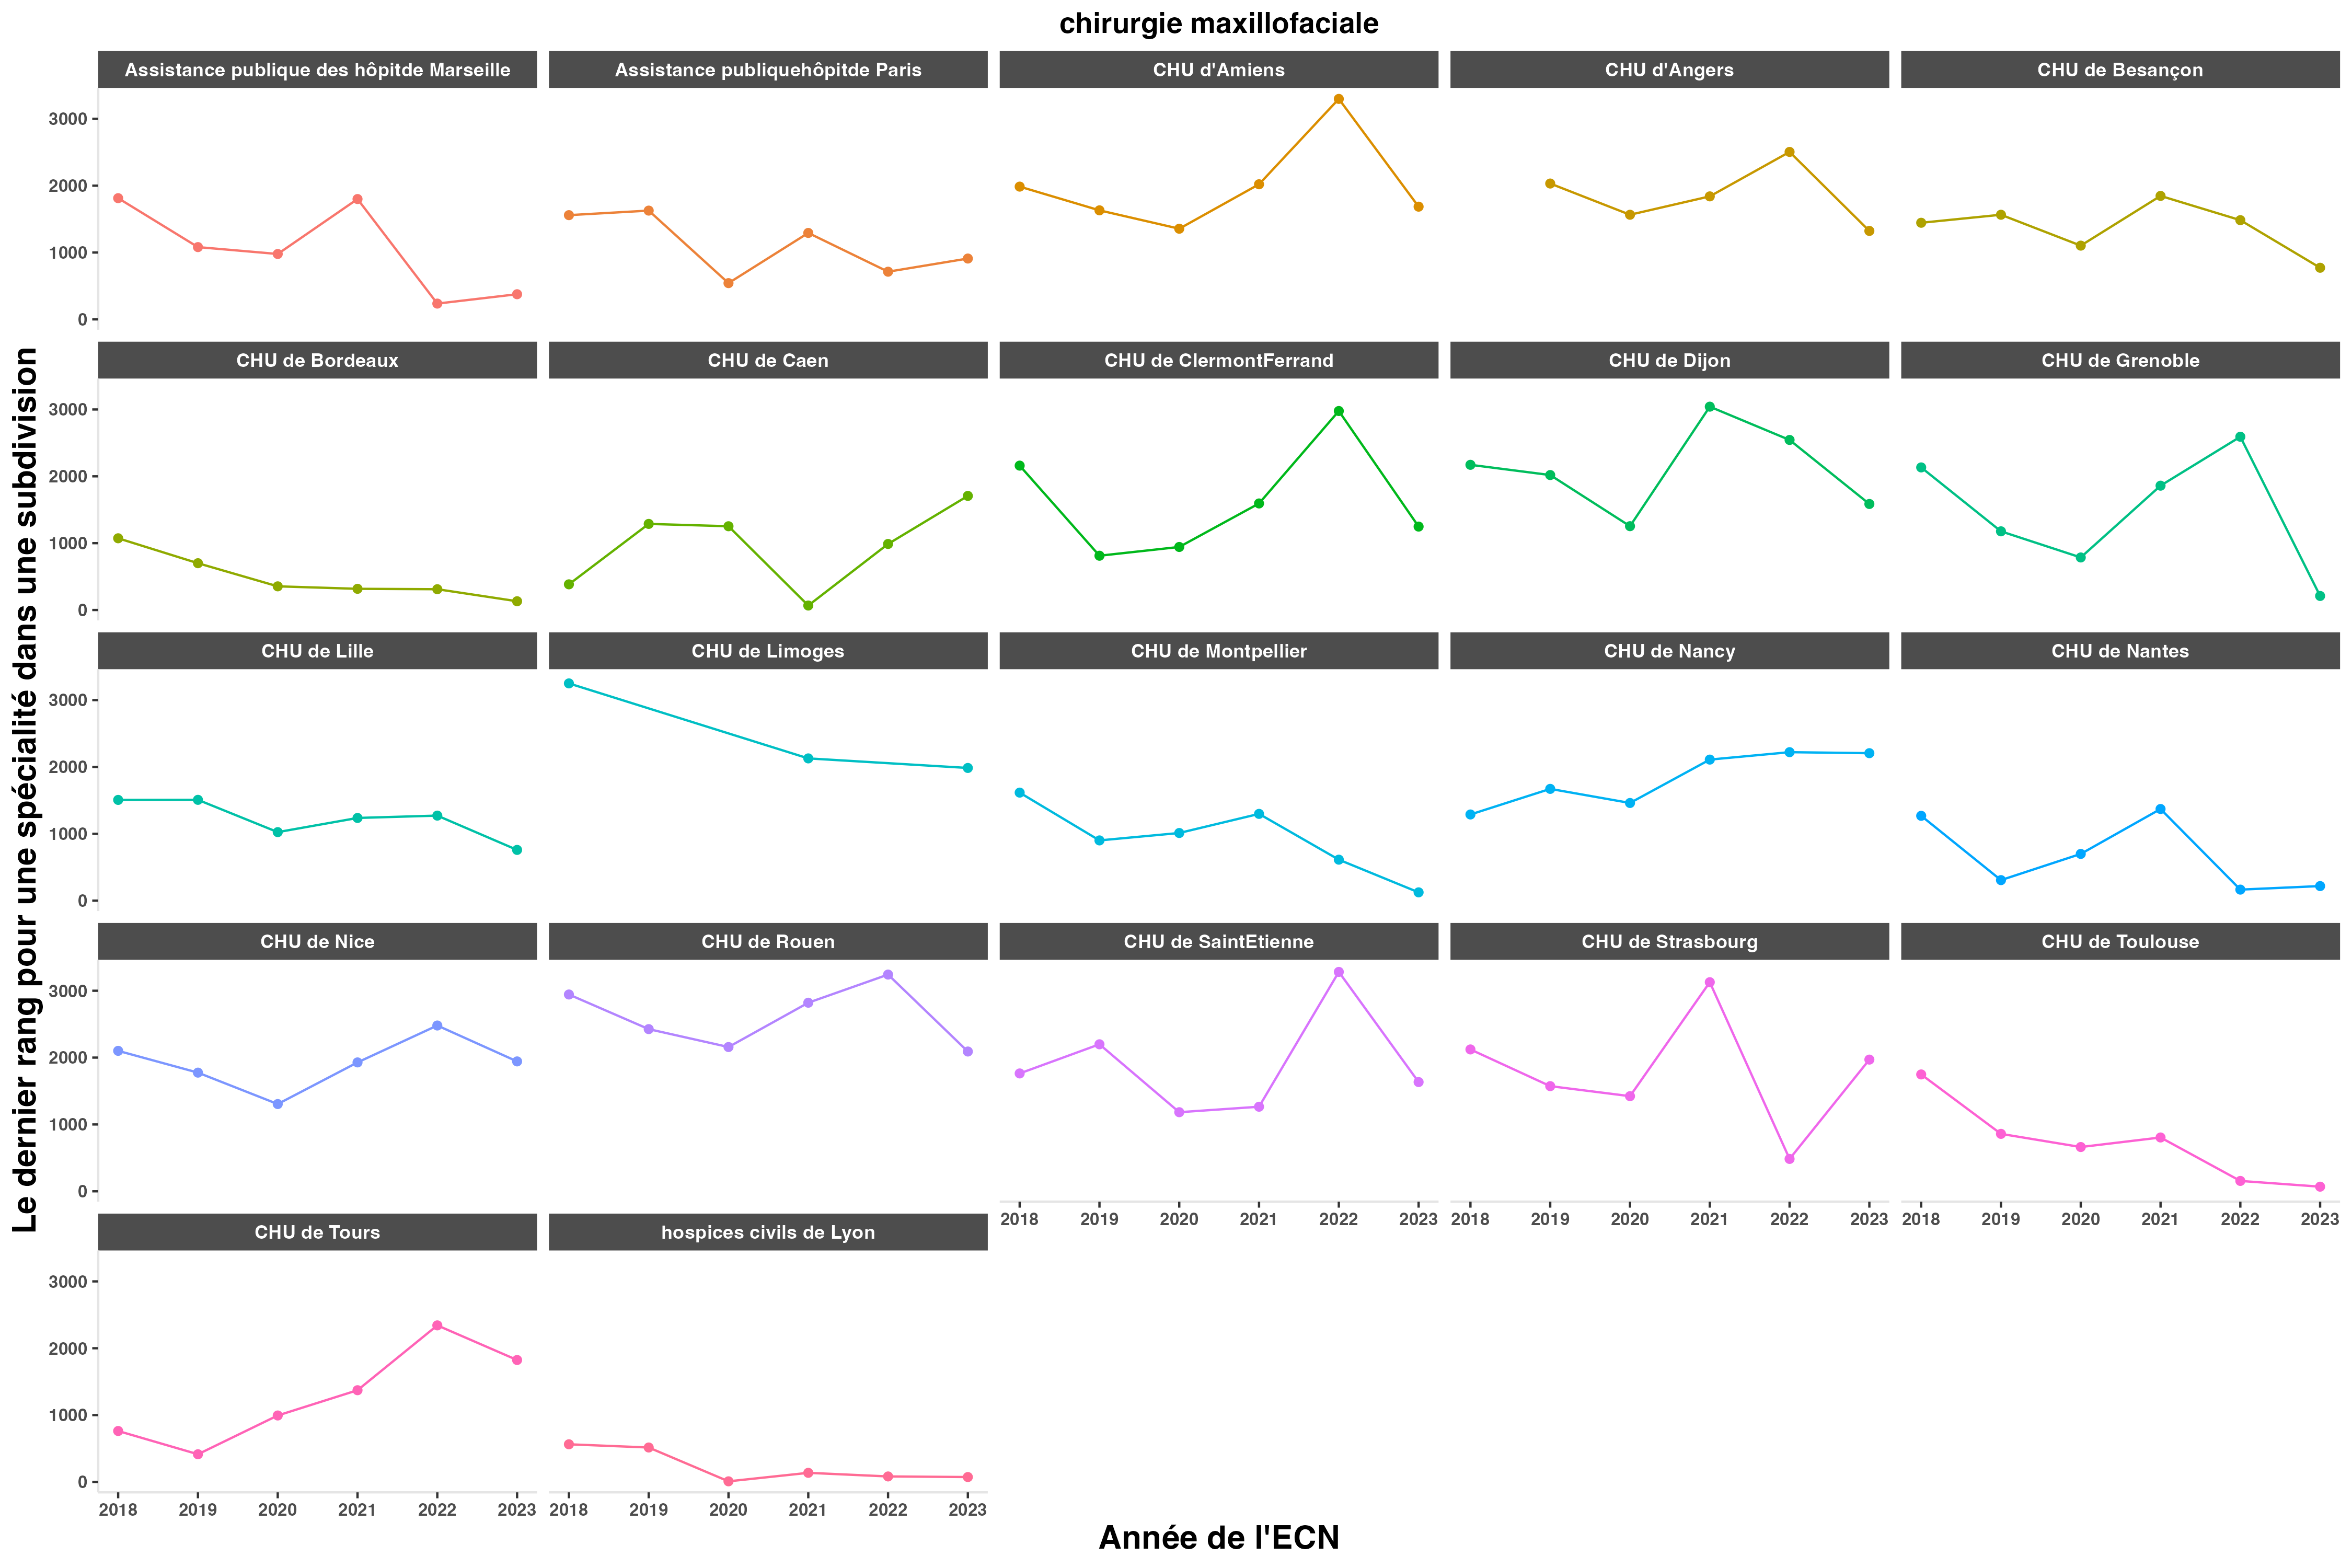 chirurgie maxillofaciale
Assistance publique des hôpitde Marseille
Assistance publiquehôpitde Paris
CHU d'Amiens
CHU d'Angers
CHU de Besançon
3000
2000
1000
0
CHU de Bordeaux
CHU de Caen
CHU de ClermontFerrand
CHU de Dijon
CHU de Grenoble
3000
2000
1000
0
CHU de Lille
CHU de Limoges
CHU de Montpellier
CHU de Nancy
CHU de Nantes
3000
2000
1000
0
CHU de Nice
CHU de Rouen
CHU de SaintEtienne
CHU de Strasbourg
CHU de Toulouse
3000
2000
1000
0
2018 2019 2020 2021 2022 2023
2018 2019 2020 2021 2022 2023
2018 2019 2020 2021 2022 2023
CHU de Tours
hospices civils de Lyon
3000
2000
1000
0
2018 2019 2020 2021 2022 2023
2018 2019 2020 2021 2022 2023
Année de l'ECN
Le dernier rang pour une spécialité dans une subdivision